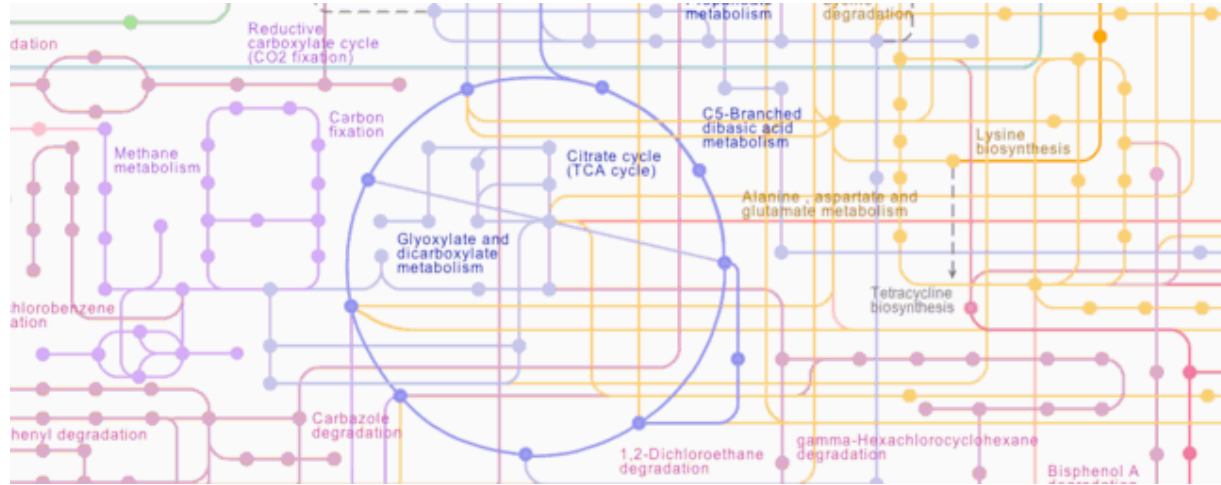 metabolism
degradation
Reductive
carboxylate cycle
(CO2 fixation)
dation
Carbon
fixation
C5-Branched
dibasic acid
metabolism
Lysine
biosynthesis
Methane
metabolism
Citrate cycle
(TCA cycle)
Alanine , aspartate and
glutamate metabolism
Glyoxylate and
dicarboxylate
metabolism
Tetracycline
biosynthesis
chlorobenzene
ation
Carbazole
degradation
henyl degradation
1,2-Dichloroethane
degradation
gamma-Hexachlorocyclohexane
degradation
Bisphenol A